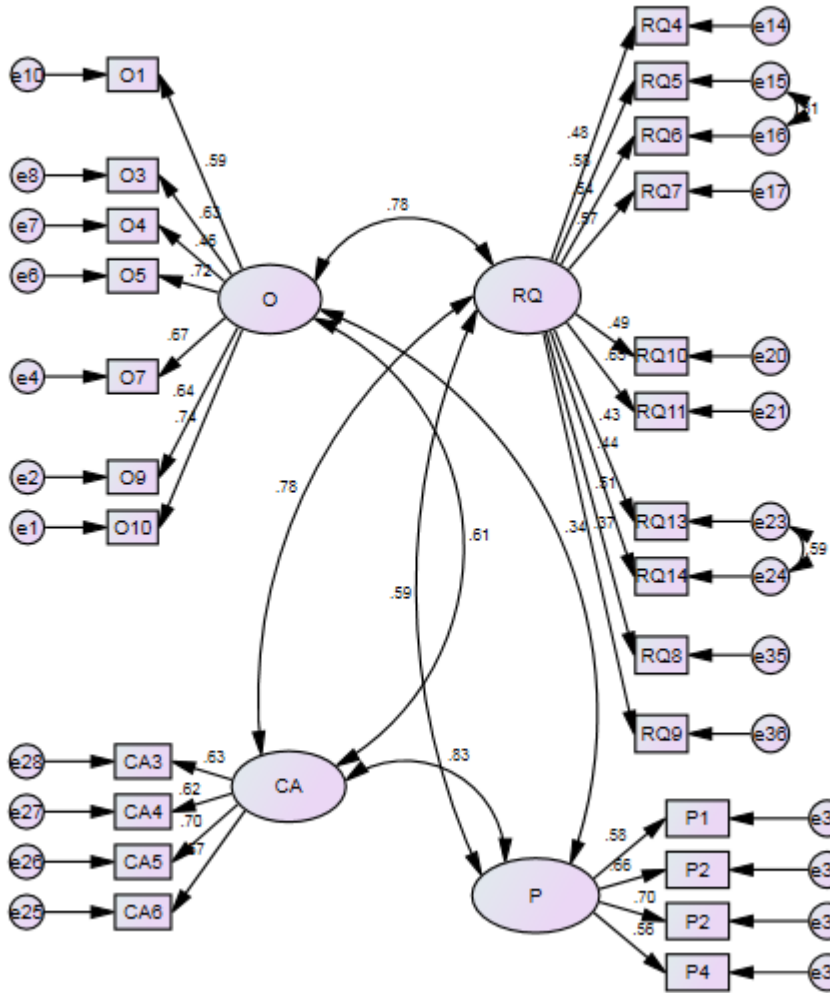 RQ4
e14
e10
O1
RQ5
e15
.31
RQ6
e16
.48
.58
.59
.54
e8
O3
RQ7
e17
.57
.63
.78
e7
O4
.46
e6
O5
.72
O
RQ
.67
.49
e4
O7
.65
RQ10
e20
.64
RQ11
e21
.74
.43
.44
e2
O9
.78
.51
.34
.37
RQ13
e23
e1
O10
.61
.59
RQ14
e24
.59
RQ8
e35
RQ9
e36
e28
CA3
.63
.83
CA
.62
e27
CA4
P1
.70
.58
e26
CA5
.66
P2
P
.70
e25
CA6
P2
.56
P4